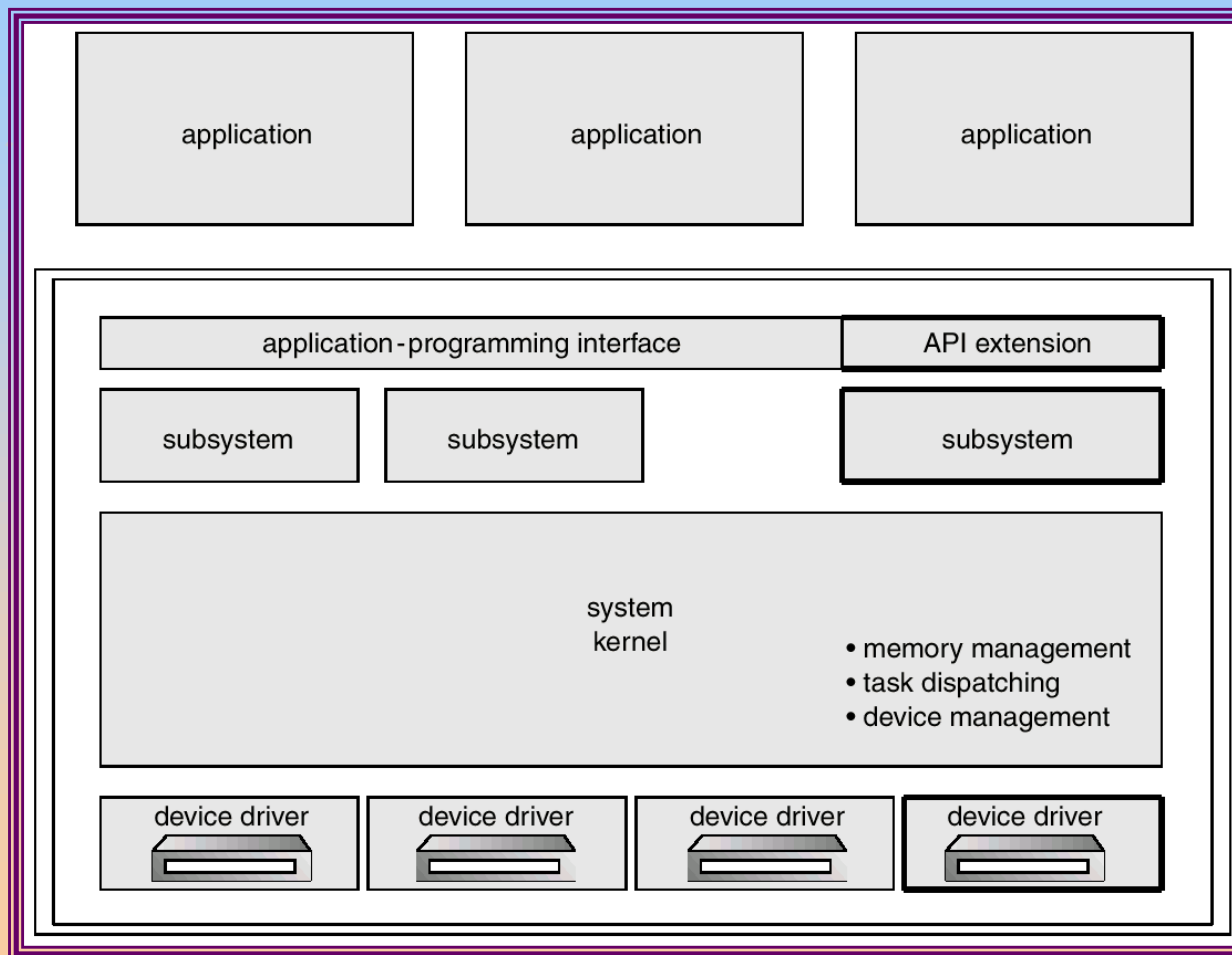 application
application
application
application-programming interface
API extension
subsystem
subsystem
subsystem
system
kernel
• memory management
• task dispatching
• device management
device driver
device driver
device driver
device driver